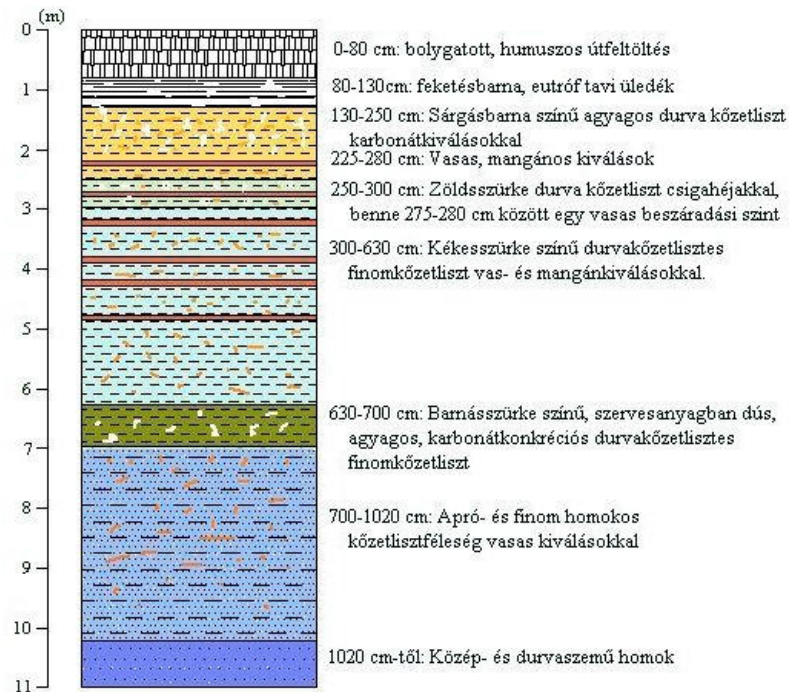 (m)
0
0-80 cm: bolygatott, humuszos útfeltöltés
1
80-130cm: feketésbarna, eutróf tavi üledék
130-250 cm: Sárgásbarna színű agyagos durva kőzetliszt
karbonátkiválásokkal
2
225-280 cm: Vasas, mangános kiválások
250-300 cm: Zöldsszürke durva kőzetliszt csigahéjakkal,
benne 275-280 cm között egy vasas beszáradási szint
3
300-630 cm: Kékesszürke színű durvakőzetlisztes
finomkőzetliszt vas- és mangánkiválásokkal.
4
5
6
630-700 cm: Barnásszürke színű, szervesanyagban dús,
agyagos, karbonátkonkréciós durvakőzetlisztes
finomkőzetliszt
7
8
700-1020 cm: Apró- és finom homokos
kőzetlisztféleség vasas kiválásokkal
9
10
1020 cm-től: Közép- és durvaszemű homok
11